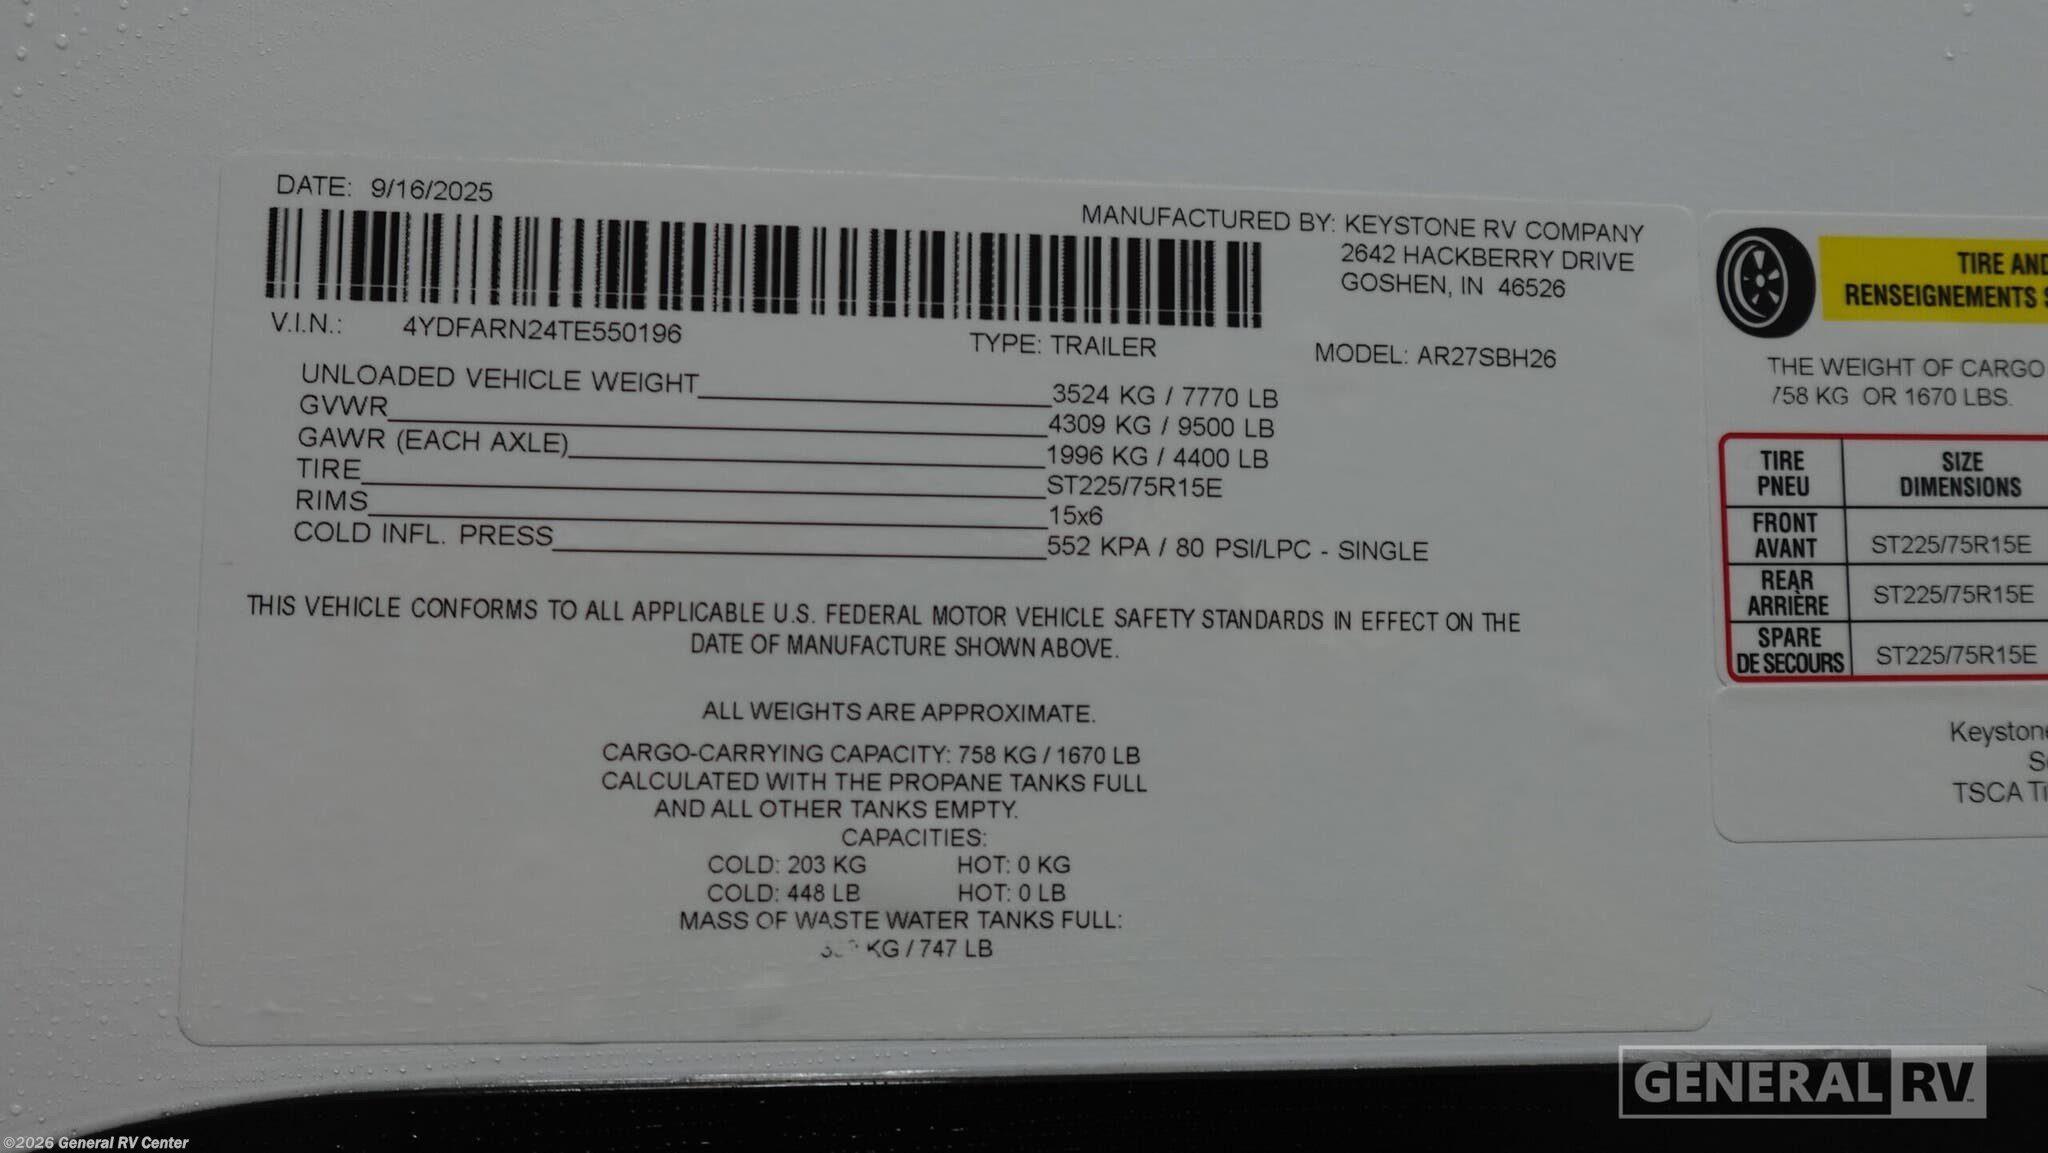 DATE: 9/16/2025
MANUFACTURED BY: KEYSTONE RV COMPANY
2642 HACKBERRY DRIVE
GOSHEN, IN 46526
V.I.N.: 4YDFARN24TE550196
TYPE: TRAILER
MODEL: AR27SBH26
UNLOADED VEHICLE WEIGHT 3524 KG / 7770 LB
GVWR 4309 KG / 9500 LB
GAWR (EACH AXLE) 1996 KG / 4400 LB
TIRE ST225/75R15E
RIMS 15x6
COLD INFL. PRESS 552 KPA / 80 PSI/LPC - SINGLE
THIS VEHICLE CONFORMS TO ALL APPLICABLE U.S. FEDERAL MOTOR VEHICLE SAFETY STANDARDS IN EFFECT ON THE
DATE OF MANUFACTURE SHOWN ABOVE.
ALL WEIGHTS ARE APPROXIMATE.
CARGO-CARRYING CAPACITY: 758 KG / 1670 LB
CALCULATED WITH THE PROPANE TANKS FULL
AND ALL OTHER TANKS EMPTY.
CAPACITIES:
COLD: 203 KG HOT: 0 KG
COLD: 448 LB HOT: 0 LB
MASS OF WASTE WATER TANKS FULL:
KG / 747 LB
TIRE AND
RENSEIGNEMENTS
THE WEIGHT OF CARGO
758 KG OR 1670 LBS.
TIRE SIZE
PNEU DIMENSIONS
FRONT
AVANT ST225/75R15E
REAR
ARRIÈRE ST225/75R15E
SPARE
DE SECOURS ST225/75R15E
Keystone
TSCA
GENERAL RV
©2026 General RV Center